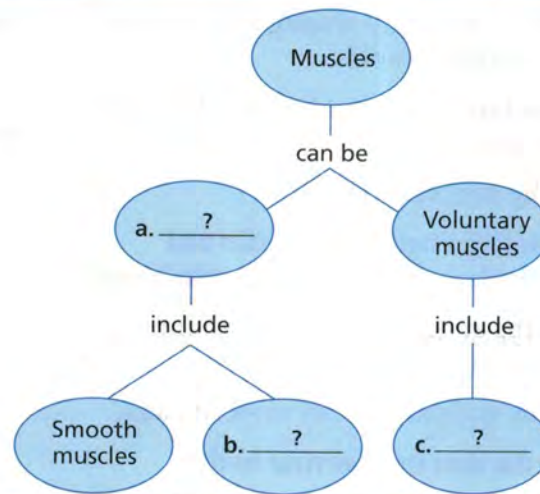 Muscles
can be
a. ?
Voluntary
muscles
include
include
Smooth
muscles
b. ?
c. ?